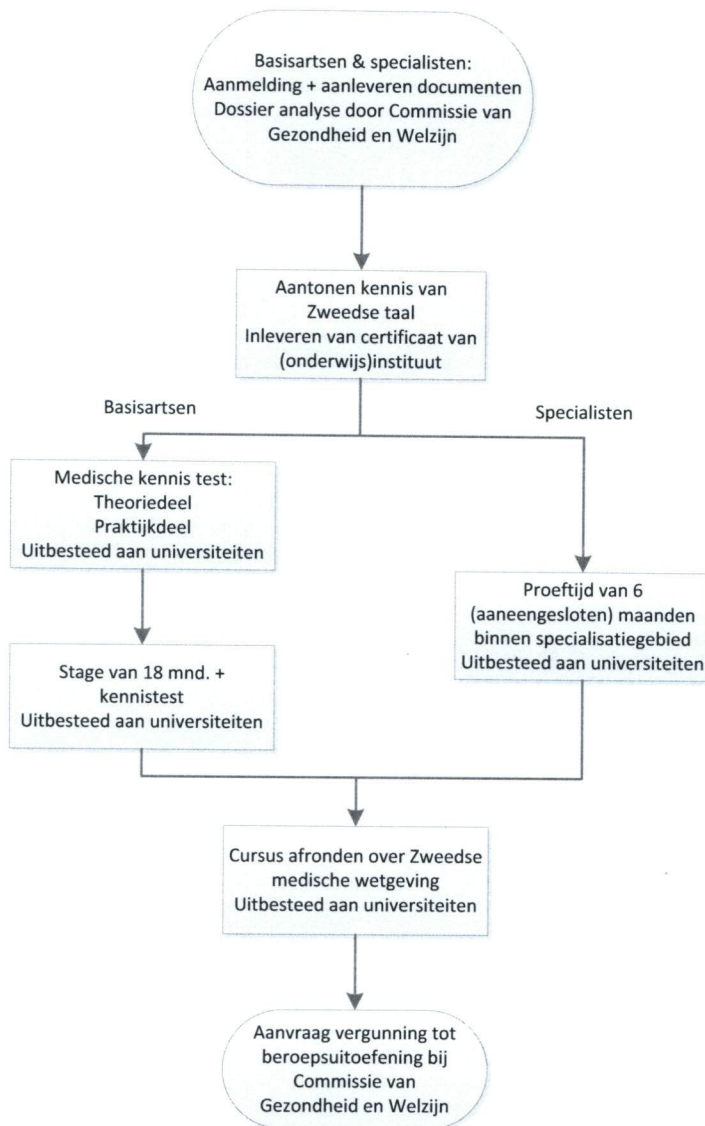 Basisartsen & specialisten:
Aanmelding + aanleveren documenten
Dossier analyse door Commissie van
Gezondheid en Welzijn
Aantonen kennis van
Zweedse taal
Inleveren van certificaat van
(onderwijs)instituut
Basisartsen
Specialisten
Medische kennis test:
Theoriedeel
Praktijkdeel
Uitbesteed aan universiteiten
Proeftijd van 6
(aaneengesloten) maanden
binnen specialisatiegebied
Uitbesteed aan universiteiten
Stage van 18 mnd. +
kennistest
Uitbesteed aan universiteiten
Cursus afronden over Zweedse
medische wetgeving
Uitbesteed aan universiteiten
Aanvraag vergunning tot
beroepsuitoefening bij
Commissie van
Gezondheid en Welzijn